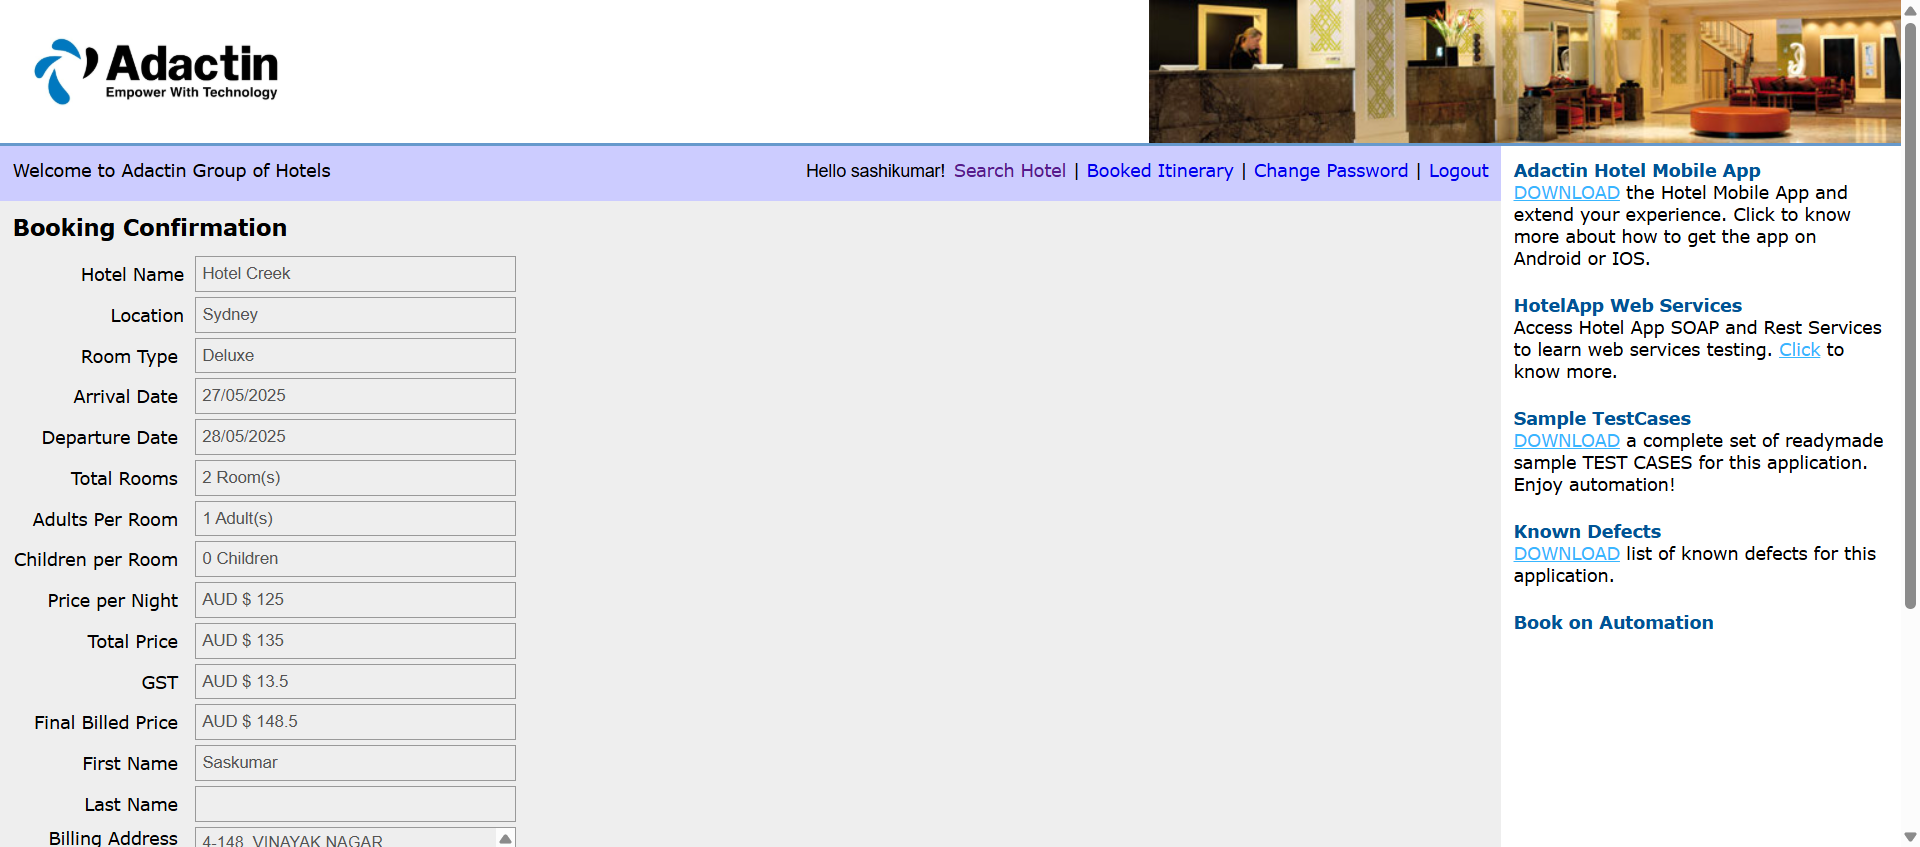 Adactin
Empower With Technology
Welcome to Adactin Group of Hotels
Hello sashikumar! Search Hotel | Booked Itinerary | Change Password | Logout
Booking Confirmation
Hotel Name Hotel Creek
Location Sydney
Room Type Deluxe
Arrival Date 27/05/2025
Departure Date 28/05/2025
Total Rooms 2 Room(s)
Adults Per Room 1 Adult(s)
Children per Room 0 Children
Price per Night AUD $ 125
Total Price AUD $ 135
GST AUD $ 13.5
Final Billed Price AUD $ 148.5
First Name Saskumar
Last Name
Billing Address 4-148 VINAYAK NAGAR
Adactin Hotel Mobile App
DOWNLOAD the Hotel Mobile App and
extend your experience. Click to know
more about how to get the app on
Android or IOS.
HotelApp Web Services
Access Hotel App SOAP and Rest Services
to learn web services testing. Click to
know more.
Sample TestCases
DOWNLOAD a complete set of readymade
sample TEST CASES for this application.
Enjoy automation!
Known Defects
DOWNLOAD list of known defects for this
application.
Book on Automation